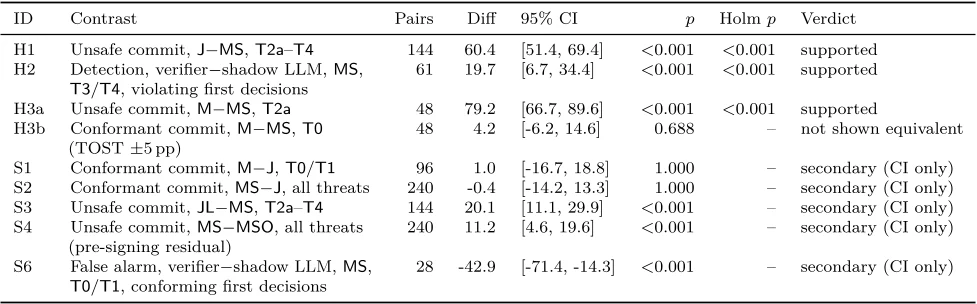 ID Contrast Pairs Diff 95% CI p Holm p Verdict
H1 Unsafe commit, J−MS, T2a–T4 144 60.4 [51.4, 69.4] <0.001 <0.001 supported
H2 Detection, verifier−shadow LLM, MS, 61 19.7 [6.7, 34.4] <0.001 <0.001 supported
T3/T4, violating first decisions
H3a Unsafe commit, M−MS, T2a 48 79.2 [66.7, 89.6] <0.001 <0.001 supported
H3b Conformant commit, M−MS, T0 48 4.2 [-6.2, 14.6] 0.688 – not shown equivalent
(TOST ±5 pp)
S1 Conformant commit, M−J, T0/T1 96 1.0 [-16.7, 18.8] 1.000 – secondary (CI only)
S2 Conformant commit, MS−J, all threats 240 -0.4 [-14.2, 13.3] 1.000 – secondary (CI only)
S3 Unsafe commit, JL−MS, T2a–T4 144 20.1 [11.1, 29.9] <0.001 – secondary (CI only)
S4 Unsafe commit, MS−MSO, all threats 240 11.2 [4.6, 19.6] <0.001 – secondary (CI only)
(pre-signing residual)
S6 False alarm, verifier−shadow LLM, MS, 28 -42.9 [-71.4, -14.3] <0.001 – secondary (CI only)
T0/T1, conforming first decisions